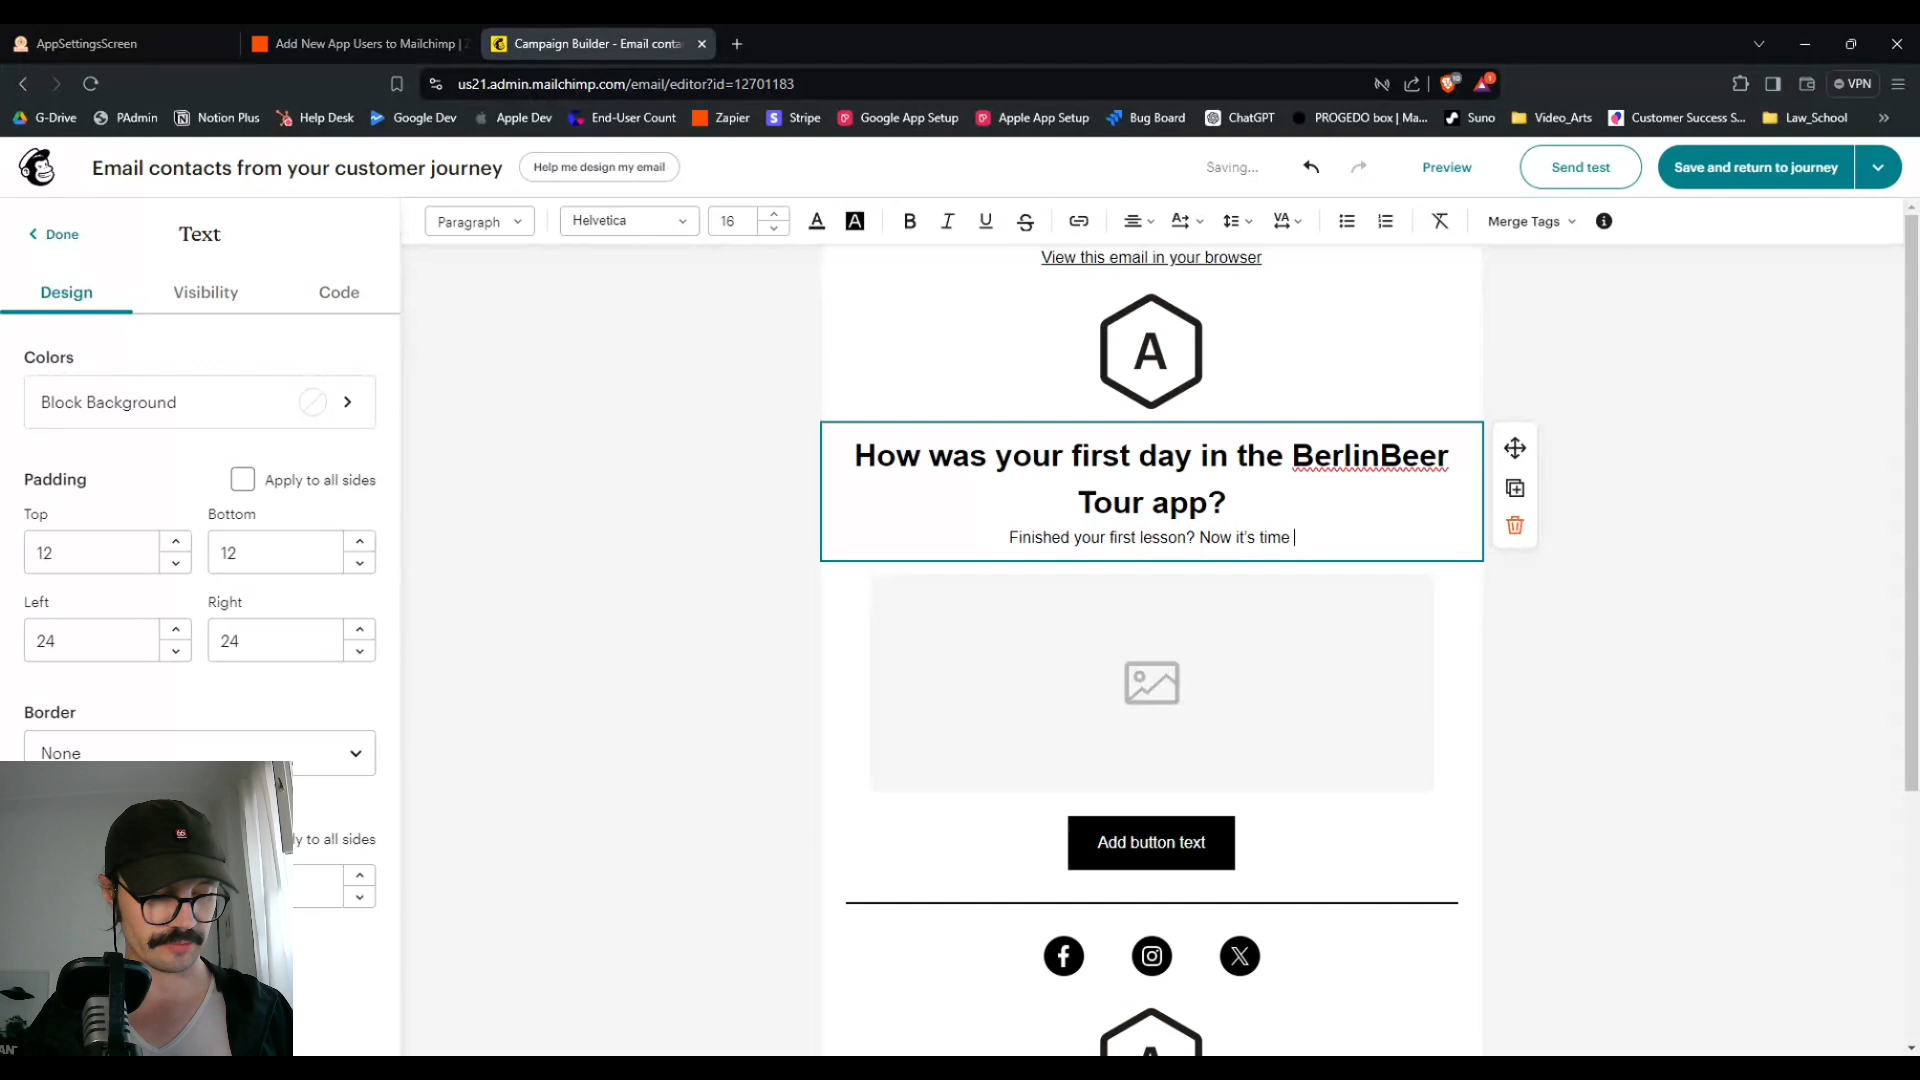 AppSettingsScreen
Add New App Users to Mailchimp |
Campaign Builder - Email conta
us21.admin.mailchimp.com/email/editor?id=12701183
VPN
G-Drive
PAdmin
Notion Plus
Help Desk
Google Dev
Apple Dev
End-User Count
Zapier
Stripe
Google App Setup
Apple App Setup
Bug Board
ChatGPT
PROGEDO box | Ma...
Suno
Video_Arts
Customer Success S...
Law_School
Email contacts from your customer journey
Help me design my email
Saving...
Preview
Send test
Save and return to journey
Done
Text
Paragraph
Helvetica
16
Merge Tags
Design
Visibility
Code
Colors
Block Background
Padding
Apply to all sides
Top
Bottom
12
12
Left
Right
24
24
Border
None
ly to all sides
View this email in your browser
A
How was your first day in the BerlinBeer
Tour app?
Finished your first lesson? Now it's time
Add button text